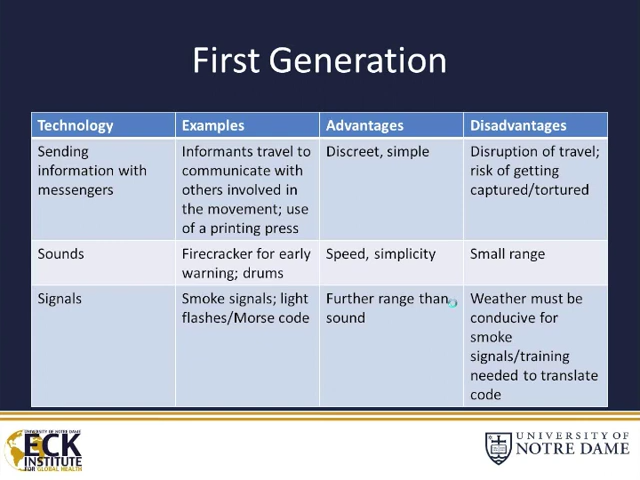 First Generation
Technology Examples Advantages Disadvantages
Sending information with messengers
Informants travel to communicate with others involved in the movement; use of a printing press
Discreet, simple
Disruption of travel; risk of getting captured/tortured
Sounds
Firecracker for early warning; drums
Speed, simplicity
Small range
Signals
Smoke signals; light flashes/Morse code
Further range than sound
Weather must be conducive for smoke signals/training needed to translate code
UNIVERSITY OF NOTRE DAME
ECK
INSTITUTE
FOR GLOBAL HEALTH
UNIVERSITY OF
NOTRE DAME